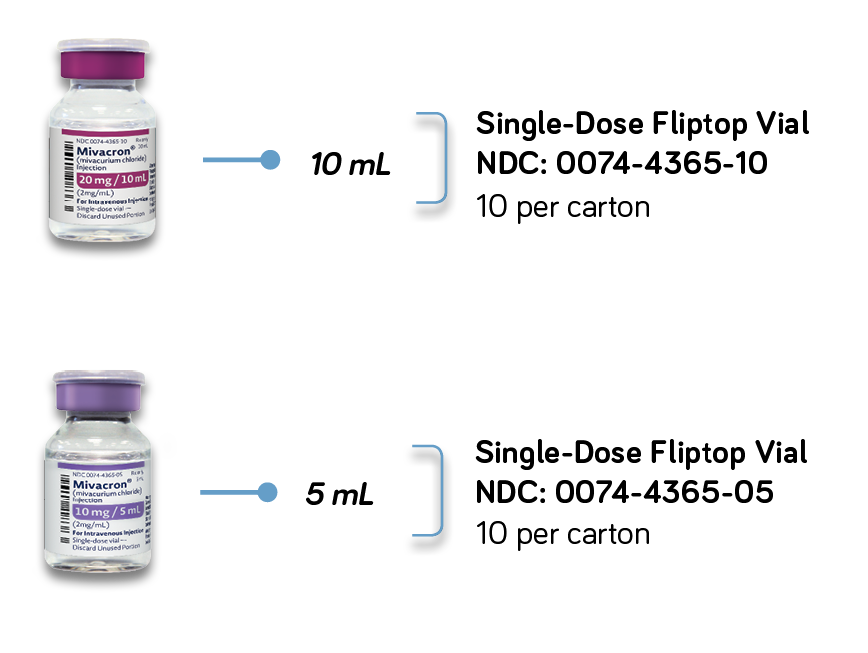 NDC 0074-4365-10 Rx only
Mivacron® 10 mL
(mivacurium chloride)
Injection
20 mg / 10 mL
(2mg/mL)
For Intravenous Injection
Single-dose vial —
Discard Unused Portion
10 mL
Single-Dose Fliptop Vial
NDC: 0074-4365-10
10 per carton
NDC 0074-4365-05
Mivacron®
(mivacurium chloride)
Injection
10 mg / 5 mL
(2mg/mL)
For Intravenous Injection
Single-dose vial —
Discard Unused Portion
5 mL
Single-Dose Fliptop Vial
NDC: 0074-4365-05
10 per carton